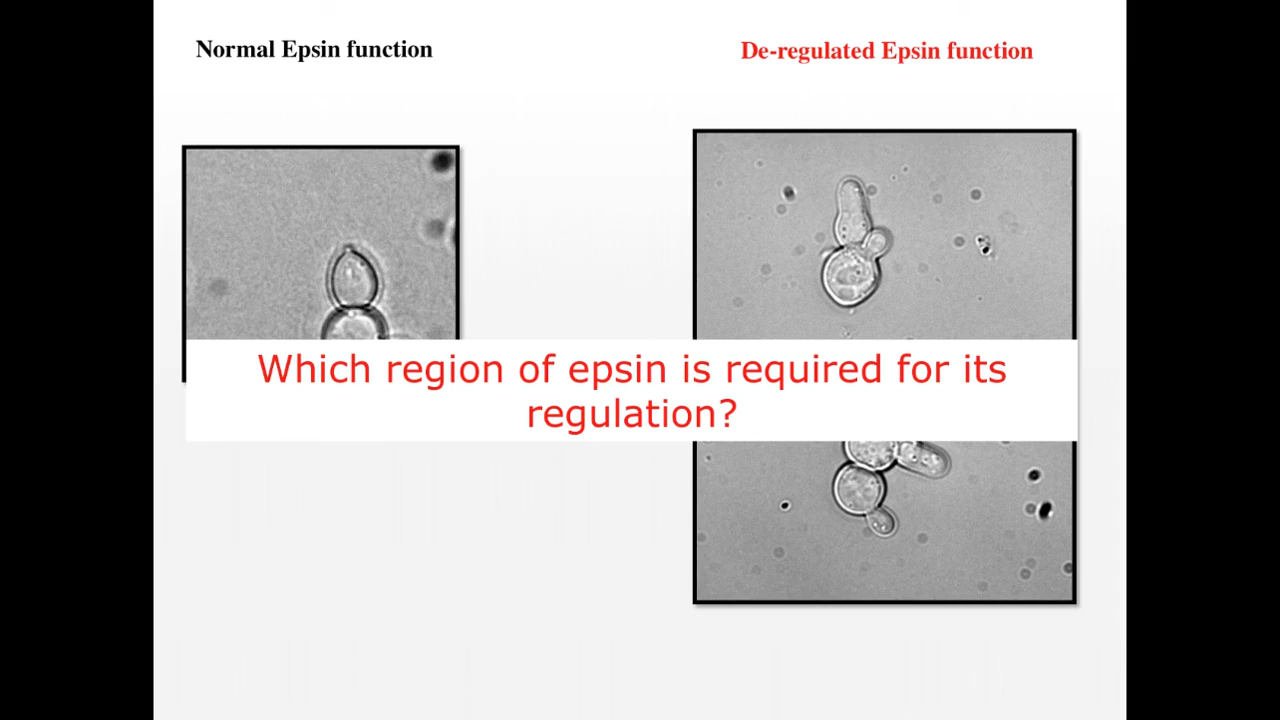 Normal Epsin function
De-regulated Epsin function
Which region of epsin is required for its
regulation?